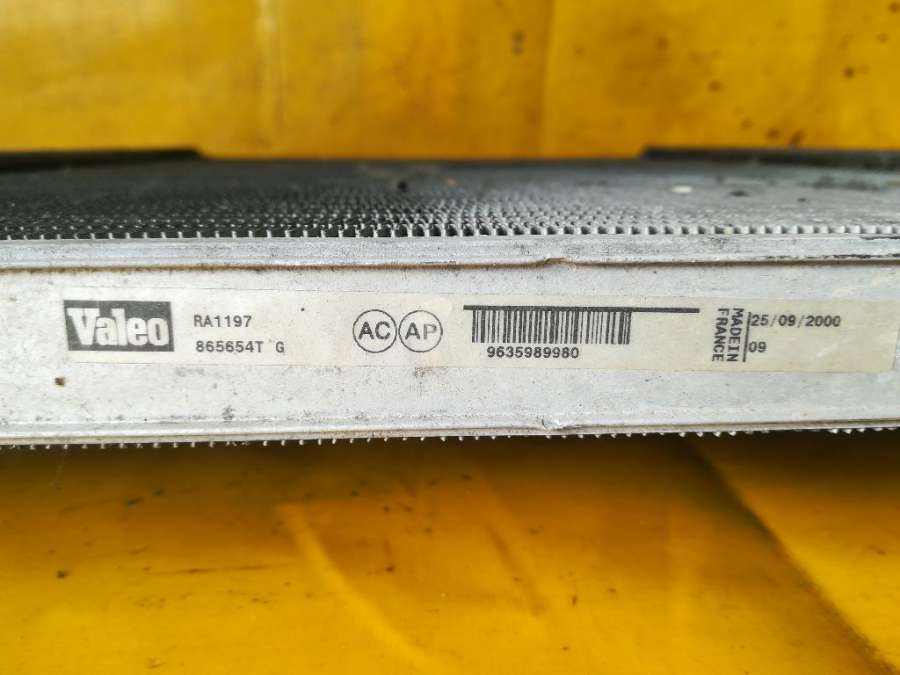 Valeo
RA1197
865654T G
AC AP
9635989980
MADE IN
FRANCE
25/09/2000
09